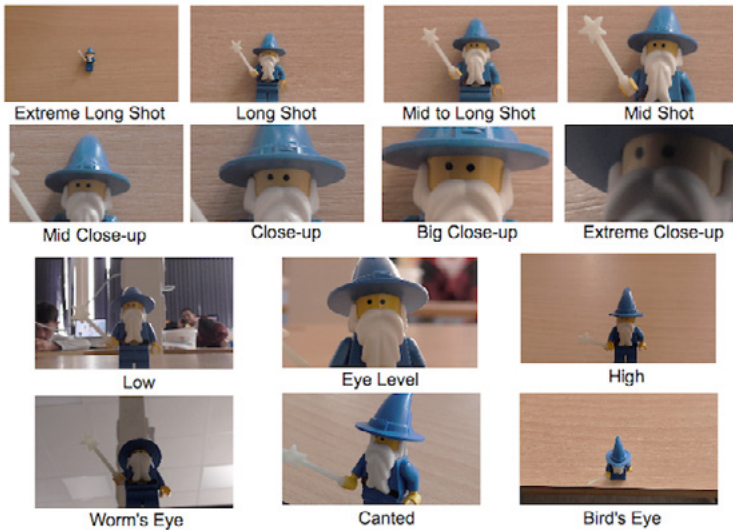 Extreme Long Shot
Long Shot
Mid to Long Shot
Mid Shot
Mid Close-up
Close-up
Big Close-up
Extreme Close-up
Low
Eye Level
High
Worm's Eye
Canted
Bird's Eye